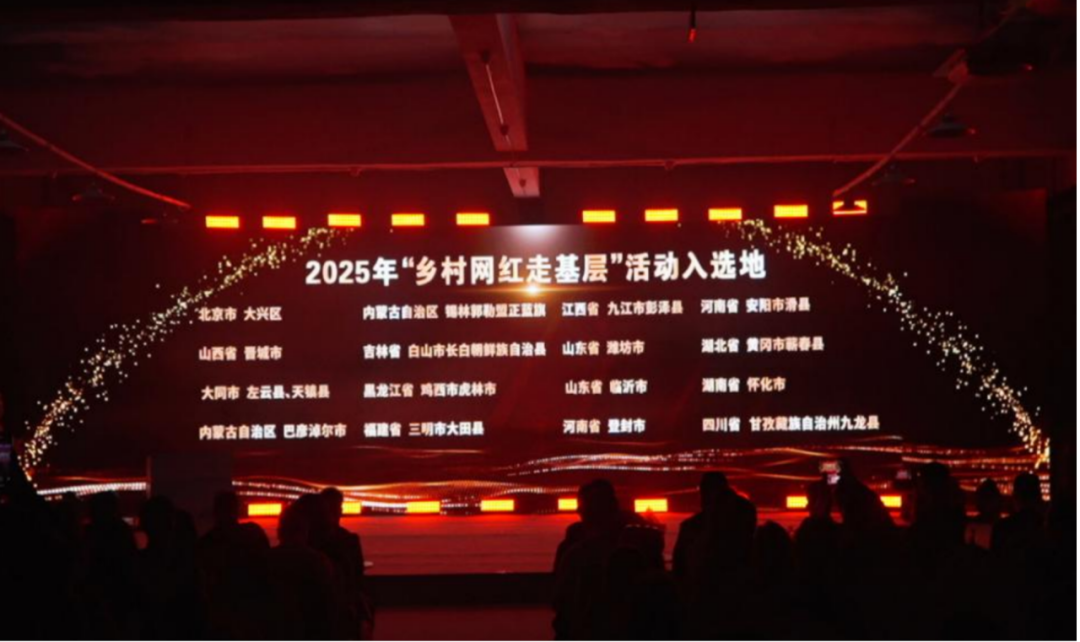 2025年“乡村网红走基层”活动入选地
北京市 大兴区
山西省 晋城市
大同市 左云县、天镇县
内蒙古自治区 巴彦淖尔市
内蒙古自治区 锡林郭勒盟正蓝旗
吉林省 白山市长白朝鲜族自治县
黑龙江省 鸡西市虎林市
福建省 三明市大田县
江西省 九江市彭泽县
山东省 潍坊市
山东省 临沂市
河南省 登封市
河南省 安阳市滑县
湖北省 黄冈市蕲春县
湖南省 怀化市
四川省 甘孜藏族自治州九龙县